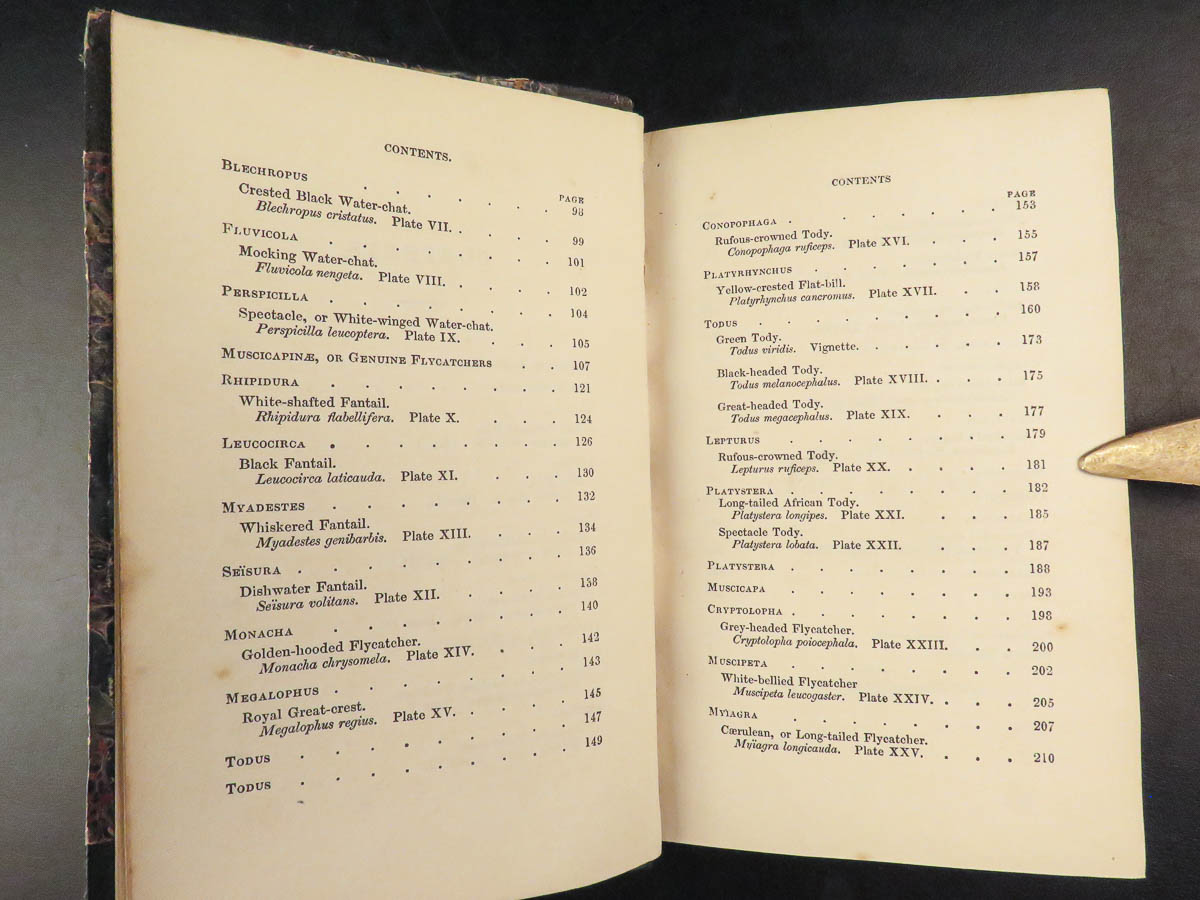 CONTENTS.
PAGE
BLECHROPUS . . . . . . 98
Crested Black Water-chat.
Blechropus cristatus. Plate VII. . . . 99
FLUVICOLA . . . . . . . 101
Mocking Water-chat.
Fluvicola nengeta. Plate VIII. . . . 102
PERSPICILLA . . . . . . 104
Spectacle, or White-winged Water-chat.
Perspicilla leucoptera. Plate IX. . . . 105
MUSCICAPINÆ, OR GENUINE FLYCATCHERS . . 107
RHIPIDURA . . . . . . . 121
White-shafted Fantail.
Rhipidura flabellifera. Plate X. . . . 124
LEUCOCIRCA . . . . . . 126
Black Fantail.
Leucocirca laticauda. Plate XI. . . . 130
MYADESTES . . . . . . 132
Whiskered Fantail.
Myadestes genibarbis. Plate XIII. . . . 134
SEÏSURA . . . . . . . 136
Dishwater Fantail.
Seïsura volitans. Plate XII. . . . . 138
MONACHA . . . . . . . 140
Golden-hooded Flycatcher.
Monacha chrysomela. Plate XIV. . . . 142
MEGALOPHUS . . . . . . 143
Royal Great-crest.
Megalophus regius. Plate XV. . . . . 145
TODUS . . . . . . . 147
TODUS . . . . . . . 149
CONTENTS
PAGE
CONOPOPHAGA . . . . . . . 153
Rufous-crowned Tody.
Conopophaga ruficeps. Plate XVI. . . . 155
PLATYRHYNCHUS . . . . . . 157
Yellow-crested Flat-bill.
Platyrhynchus cancromus. Plate XVII. . . . 158
TODUS . . . . . . . . 160
Green Tody.
Todus viridis. Vignette. . . . . 173
Black-headed Tody.
Todus melanocephalus. Plate XVIII. . . . 175
Great-headed Tody.
Todus megacephalus. Plate XIX. . . . 177
LEPTURUS . . . . . . . 179
Rufous-crowned Tody.
Lepturus ruficeps. Plate XX. . . . . 181
PLATYSTERA . . . . . . . 182
Long-tailed African Tody.
Platystera longipes. Plate XXI. . . . 185
Spectacle Tody.
Platystera lobata. Plate XXII. . . . 187
PLATYSTERA . . . . . . . 188
MUSCICAPA . . . . . . . 193
CRYPTOLOPHA . . . . . . . 198
Grey-headed Flycatcher.
Cryptolopha poiocephala. Plate XXIII. . . . 200
MUSCIPETA . . . . . . . 202
White-bellied Flycatcher
Muscipeta leucogaster. Plate XXIV. . . . 205
MYÏAGRA . . . . . . . 207
Cærulean, or Long-tailed Flycatcher.
Myïagra longicauda. Plate XXV. . . . 210